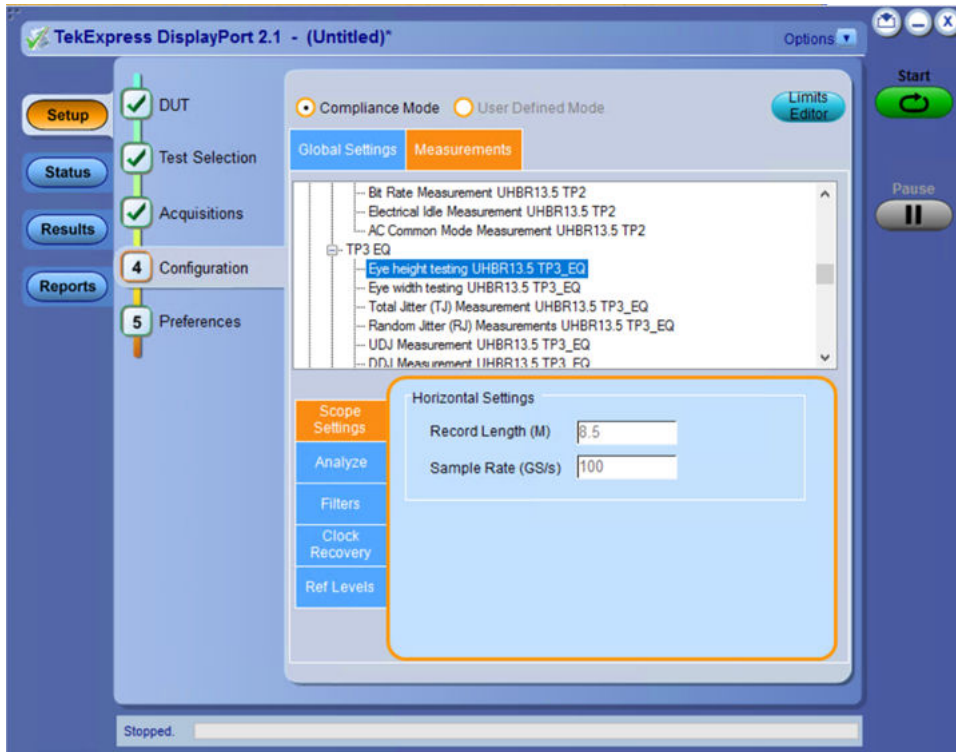 TekExpress DisplayPort 2.1 - (Untitled)*
Options
Start
Pause
Setup
Status
Results
Reports
DUT
Test Selection
Acquisitions
4 Configuration
5 Preferences
Compliance Mode
User Defined Mode
Limits
Editor
Global Settings
Measurements
Bit Rate Measurement UHBR13.5 TP2
Electrical Idle Measurement UHBR13.5 TP2
AC Common Mode Measurement UHBR13.5 TP2
TP3 EQ
Eye height testing UHBR13.5 TP3_EQ
Eye width testing UHBR13.5 TP3_EQ
Total Jitter (TJ) Measurement UHBR13.5 TP3_EQ
Random Jitter (RJ) Measurements UHBR13.5 TP3_EQ
UDJ Measurement UHBR13.5 TP3_EQ
DDJ Measurement UHBR13.5 TP3_EQ
Scope
Settings
Analyze
Filters
Clock
Recovery
Ref Levels
Horizontal Settings
Record Length (M) 8.5
Sample Rate (GS/s) 100
Stopped.